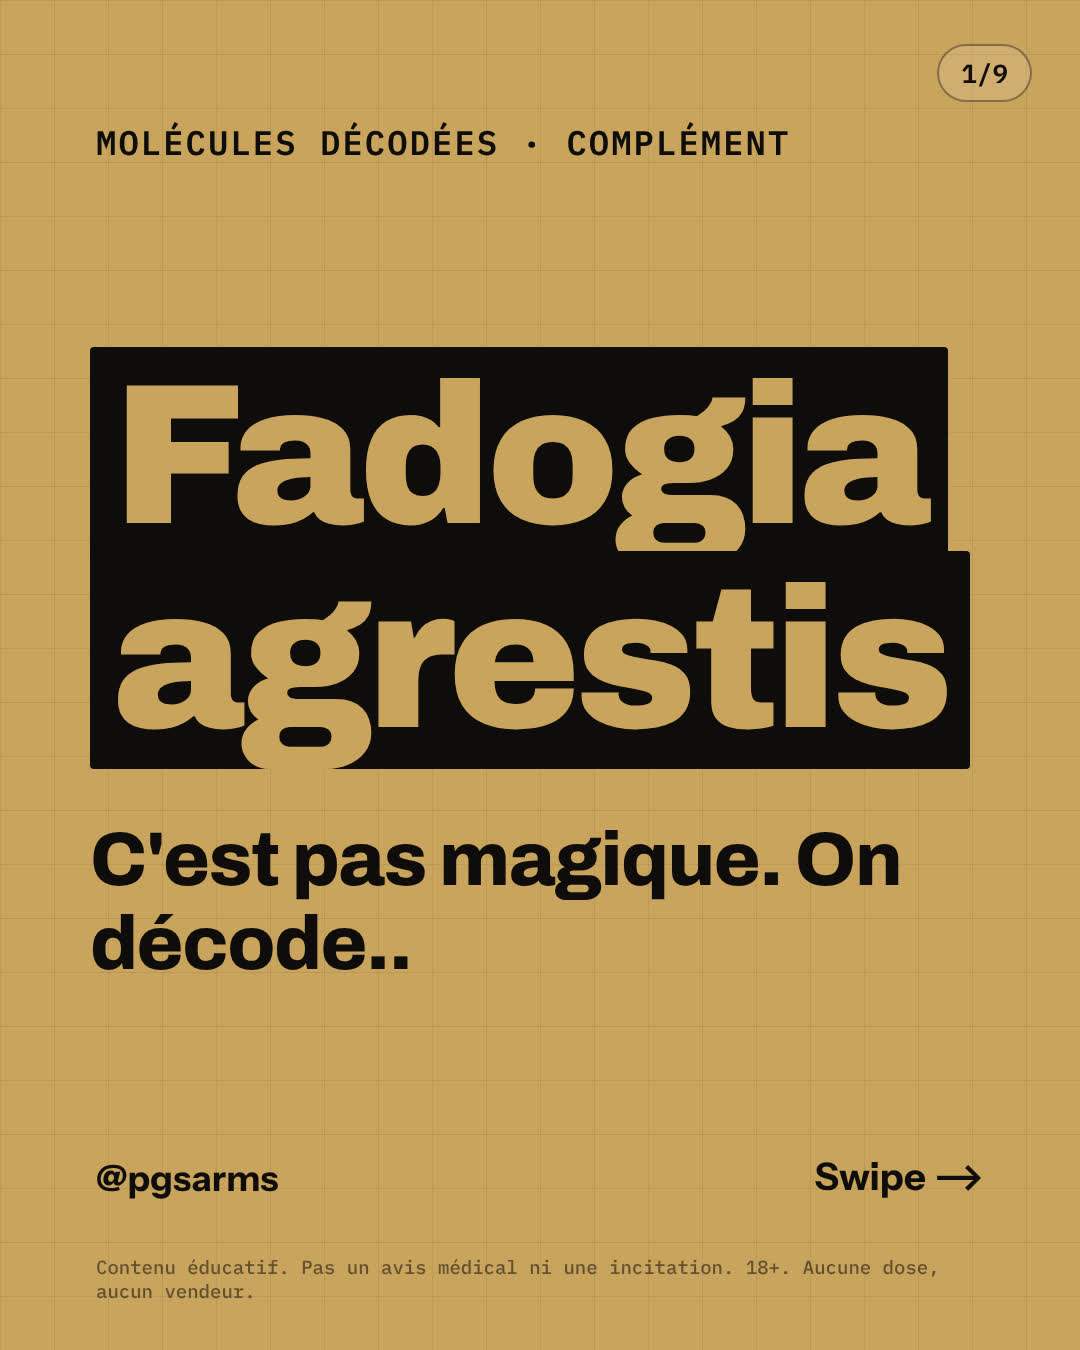 1/9
MOLÉCULES DÉCODÉES · COMPLÉMENT
Fadogia
agrestis
C'est pas magique. On
décode..
@pgsarms
Swipe →
Contenu éducatif. Pas un avis médical ni une incitation. 18+. Aucune dose,
aucun vendeur.